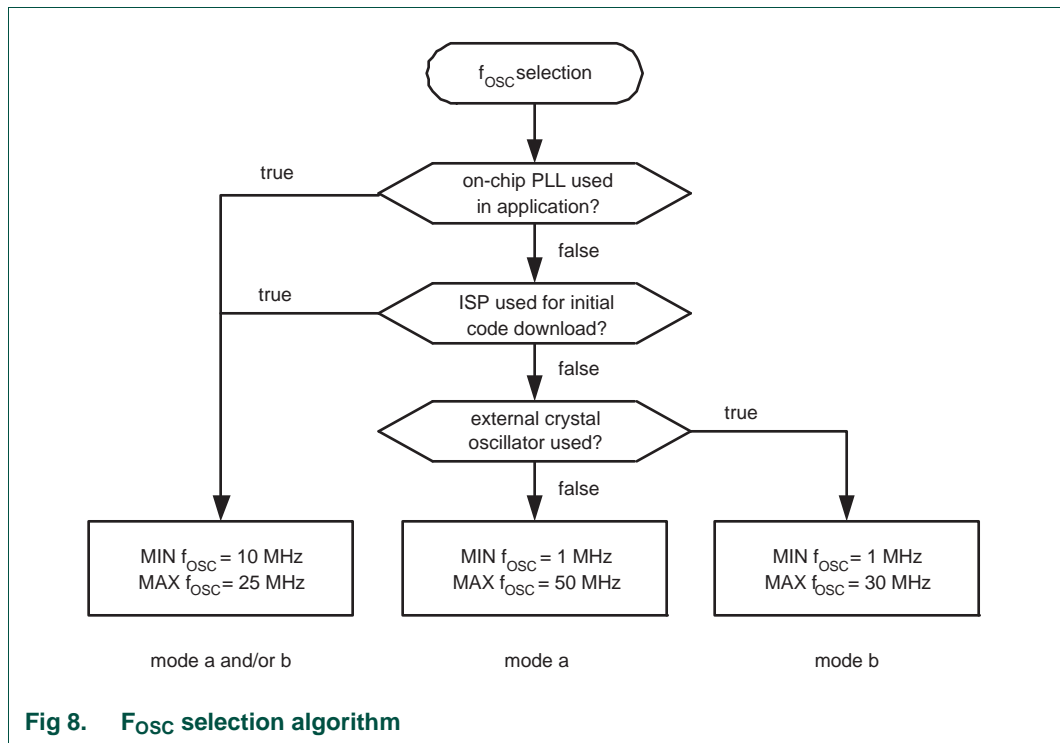 fOSC selection
true
on-chip PLL used
in application?
false
true
ISP used for initial
code download?
false
external crystal
oscillator used?
true
false
MIN fOSC = 10 MHz
MAX fOSC = 25 MHz
MIN fOSC = 1 MHz
MAX fOSC = 50 MHz
MIN fOSC = 1 MHz
MAX fOSC = 30 MHz
mode a and/or b
mode a
mode b
Fig 8. FOSC selection algorithm